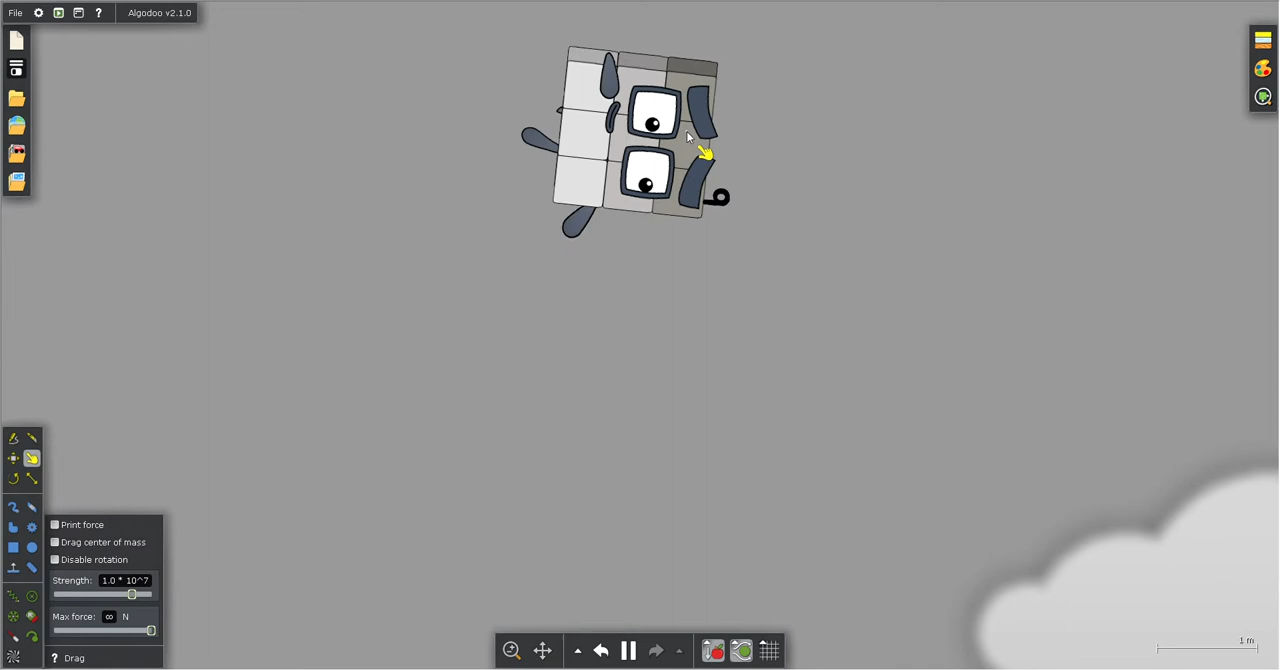 File ? Algodoo v2.1.0
9
Print force
Drag center of mass
Disable rotation
Strength: 1.0 * 10^7
Max force: ∞ N
? Drag
1 m